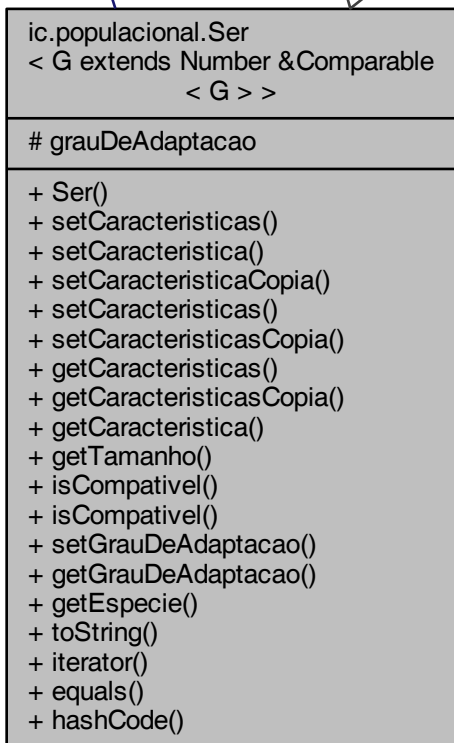 ic.populacional.Ser
< G extends Number &Comparable
< G > >
# grauDeAdaptacao
+ Ser()
+ setCaracteristicas()
+ setCaracteristica()
+ setCaracteristicaCopia()
+ setCaracteristicas()
+ setCaracteristicasCopia()
+ getCaracteristicas()
+ getCaracteristicasCopia()
+ getCaracteristica()
+ getTamanho()
+ isCompativel()
+ isCompativel()
+ setGrauDeAdaptacao()
+ getGrauDeAdaptacao()
+ getEspecie()
+ toString()
+ iterator()
+ equals()
+ hashCode()